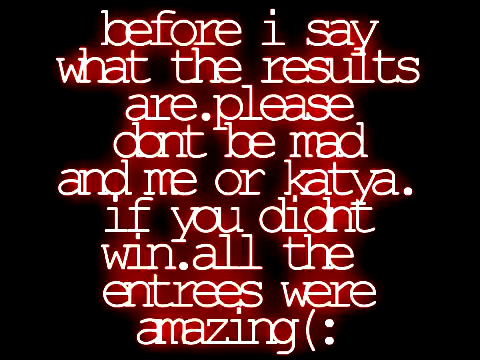 before i say
what the results
are.please
dont be mad
and me or katya.
if you didnt
win.all the
entrees were
amazing(: